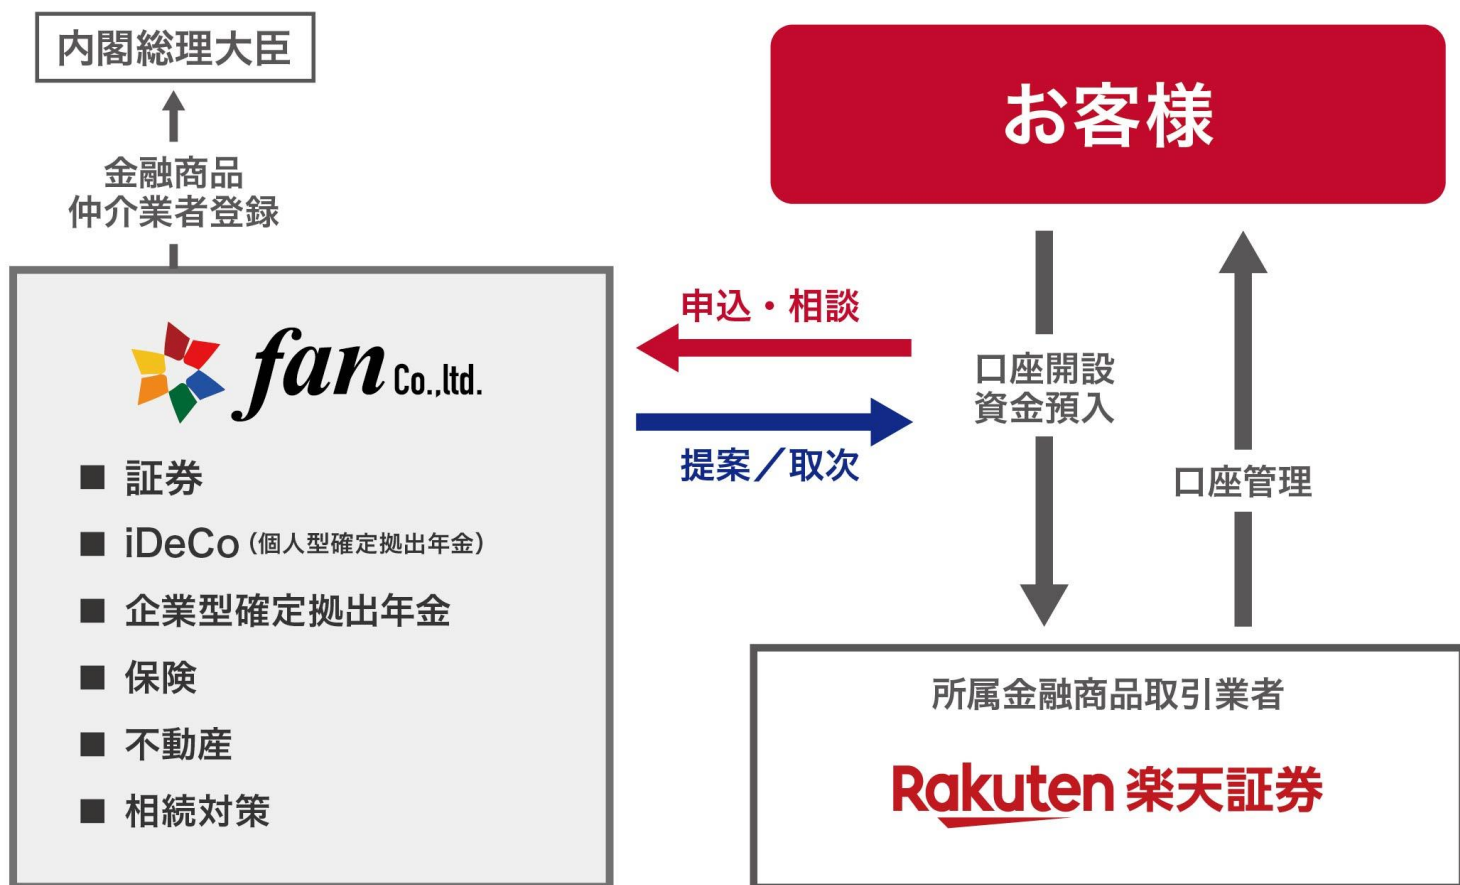 内閣総理大臣
金融商品
仲介業者登録
fan Co.,ltd.
■ 証券
■ iDeCo（個人型確定拠出年金）
■ 企業型確定拠出年金
■ 保険
■ 不動産
■ 相続対策
申込・相談
提案／取次
お客様
口座開設
資金預入
口座管理
所属金融商品取引業者
Rakuten 楽天証券